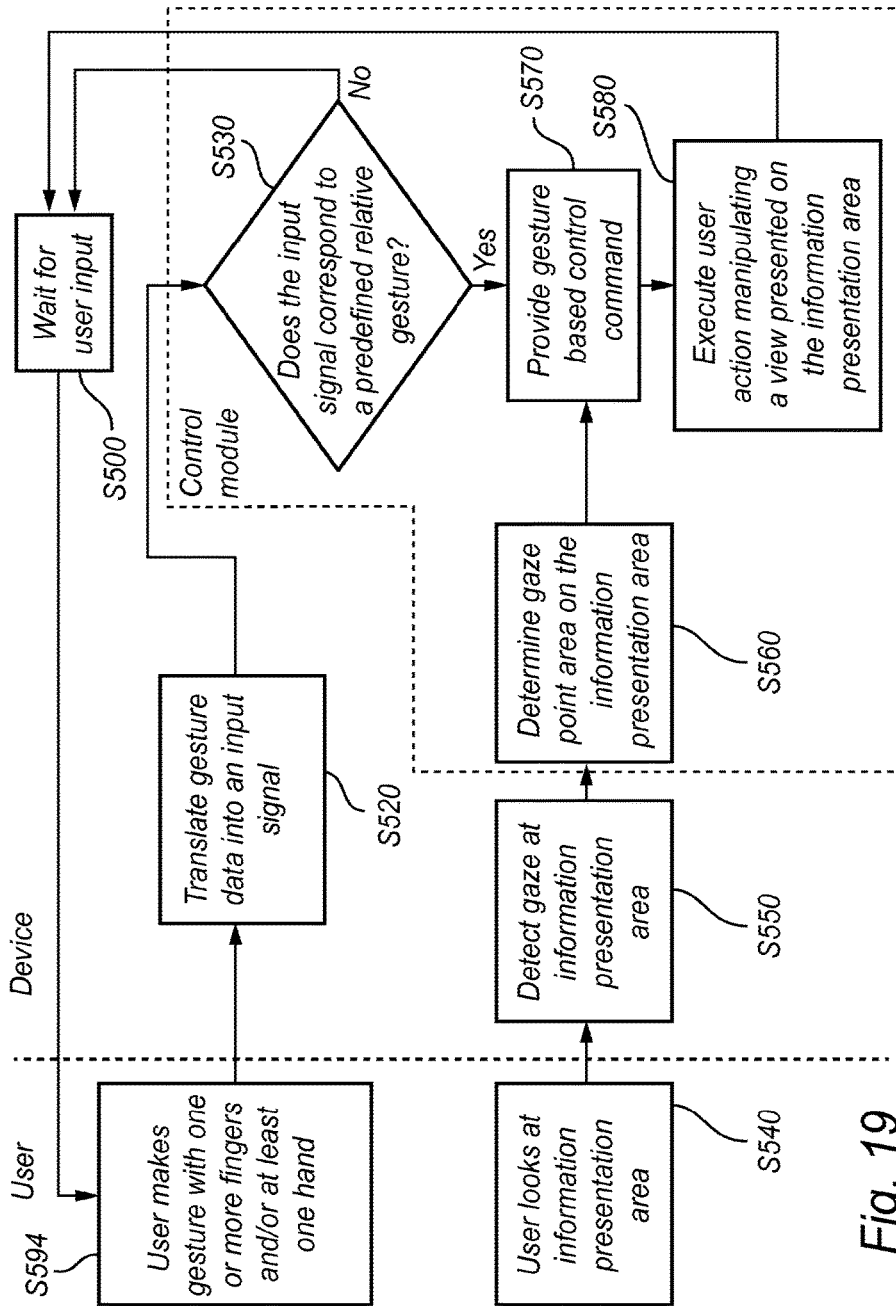 User
Device
S594
User makes
gesture with one
or more fingers
and/or at least
one hand
Translate gesture
data into an input
signal
S520
Wait for
user input
S500
Control
module
Does the input
signal correspond to
a predefined relative
gesture?
S530
No
Yes
User looks at
information
presentation
area
S540
Detect gaze at
information
presentation
area
S550
Determine gaze
point area on the
information
presentation area
S560
Provide gesture
based control
command
S570
Execute user
action manipulating
a view presented on
the information
presentation area
S580
Fig. 19